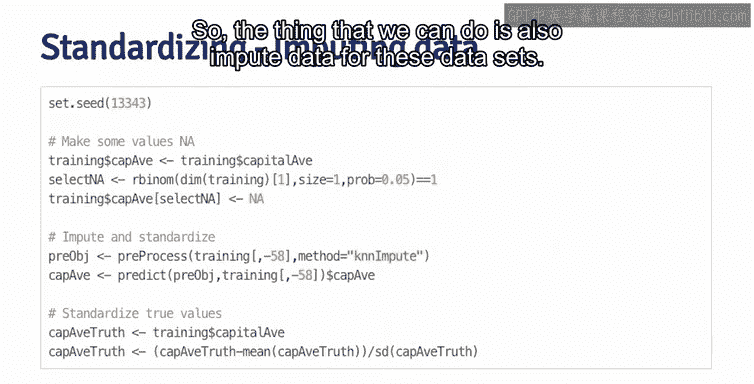 So, the thing that we can do is also
impute data for these data sets.
Standardizing - Imputing data
set.seed(13343)
# Make some values NA
training$capAve <- training$capitalAve
selectNA <- rbinom(dim(training)[1],size=1,prob=0.05)==1
training$capAve[selectNA] <- NA
# Impute and standardize
preObj <- preProcess(training[,-58],method="knnImpute")
capAve <- predict(preObj,training[,-58])$capAve
# Standardize true values
capAveTruth <- training$capitalAve
capAveTruth <- (capAveTruth-mean(capAveTruth))/sd(capAveTruth)